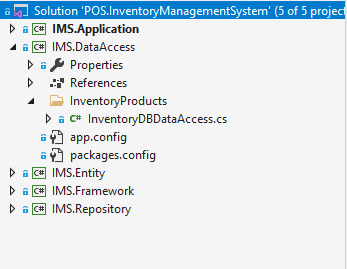 Solution 'POS.InventoryManagementSystem' (5 of 5 project
C# IMS.Application
C# IMS.DataAccess
Properties
References
InventoryProducts
C# InventoryDBDataAccess.cs
app.config
packages.config
C# IMS.Entity
C# IMS.Framework
C# IMS.Repository